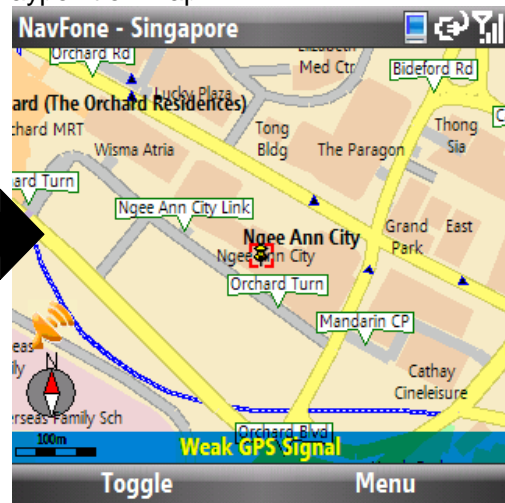 NavFone - Singapore
Orchard Rd
Med Ctr
Bideford Rd
Lucky Plaza
ard (The Orchard Residences)
chard MRT
Tong
Bldg
Thong
Sia
Wisma Atria
The Paragon
ard Turn
Ngee Ann City Link
Ngee Ann City
Ngee Ann City
Grand
Park
East
Orchard Turn
Mandarin CP
N
Cathay
Cineleisure
erseas Family Sch
100m
Orchard Blvd
Weak GPS Signal
Toggle
Menu